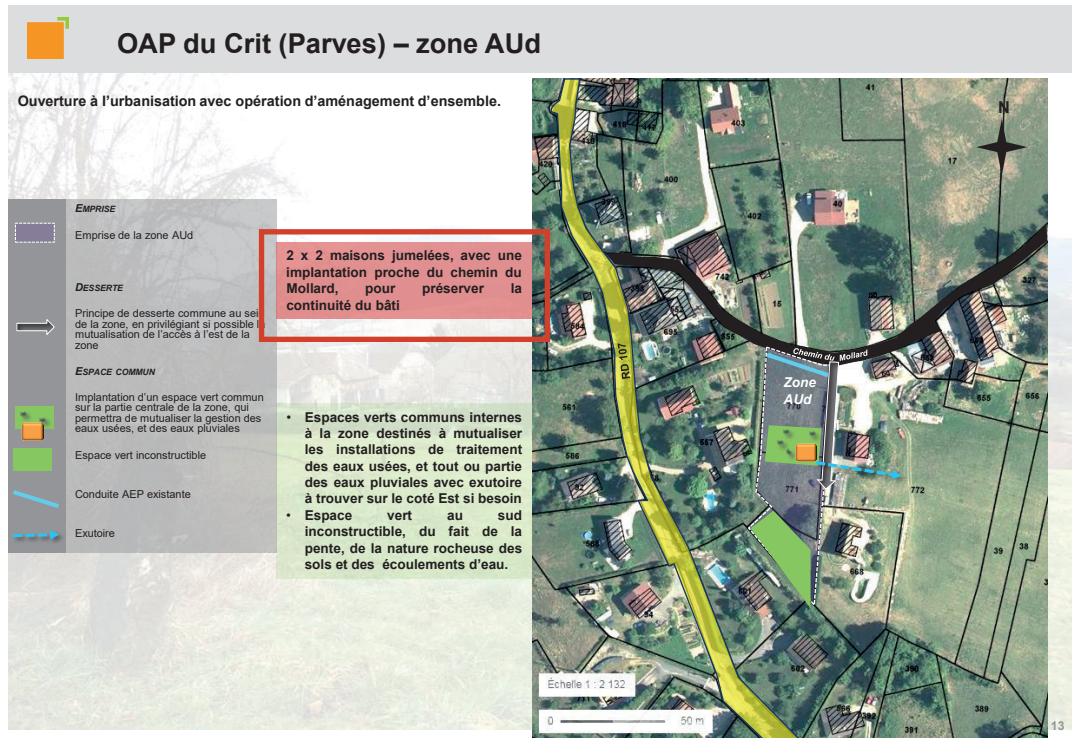 OAP du Crit (Parves) – zone AUd
Ouverture à l'urbanisation avec opération d'aménagement d'ensemble.
EMPRISE
Emprise de la zone AUd
DESSERTE
Principe de desserte commune au sei
de la zone, en privilégiant si possible la
mutualisation de l'accès à l'est de la
zone
ESPACE COMMUN
Implantation d'un espace vert commun
sur la partie centrale de la zone, qui
permettra de mutualiser la gestion des
eaux usées, et des eaux pluviales
Espace vert inconstructible
Conduite AEP existante
Exutoire
2 x 2 maisons jumelées, avec une
implantation proche du chemin du
Mollard, pour préserver la
continuité du bâti
• Espaces verts communs internes
à la zone destinés à mutualiser
les installations de traitement
des eaux usées, et tout ou partie
des eaux pluviales avec exutoire
à trouver sur le coté Est si besoin
• Espace vert au sud
inconstructible, du fait de la
pente, de la nature rocheuse des
sols et des écoulements d'eau.
41
N
403
17
420
400
402
40
742
327
15
695
655
564
Chemin du Mollard
RD 107
Zone
AUd
770
655
656
561
557
586
771
772
39
38
668
94
602
390
389
391
392
Échelle 1 : 2 132
0
50 m
13